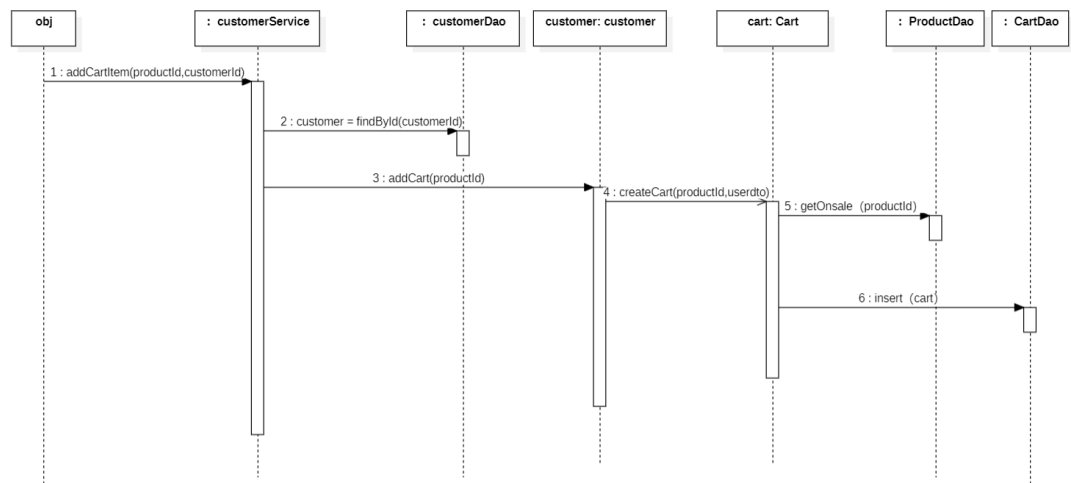 obj
: customerService
: customerDao
customer: customer
cart: Cart
: ProductDao
: CartDao
1 : addCartItem(productId,customerId)
2 : customer = findById(customerId)
3 : addCart(productId)
4 : createCart(productId,userdto)
5 : getOnsale（productId）
6 : insert（cart）